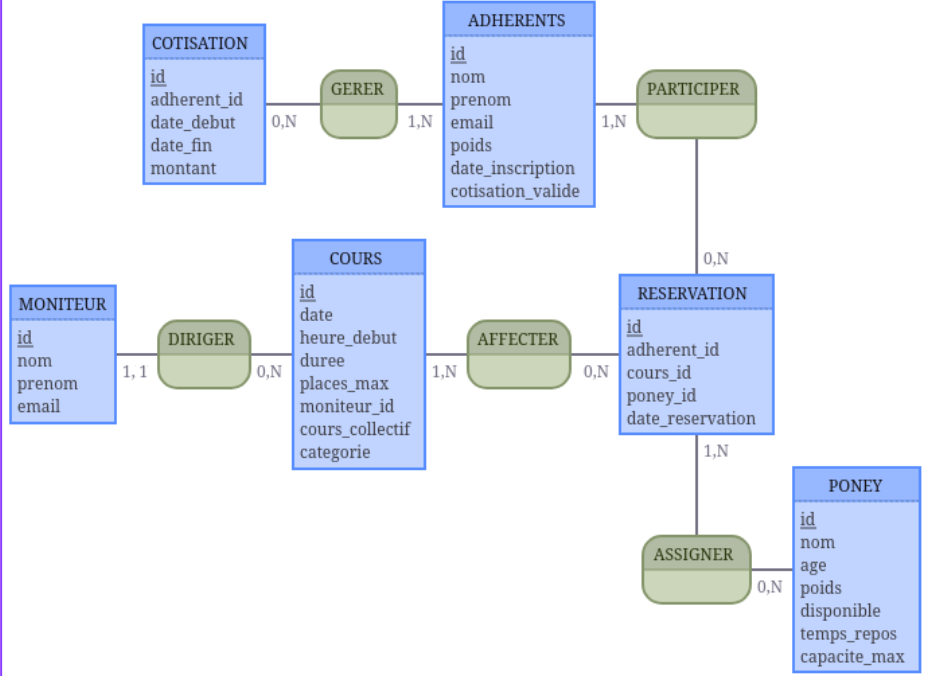 COTISATION
id
adherent_id
date_debut
date_fin
montant
0,N
GERER
1,N
ADHERENTS
id
nom
prenom
email
poids
date_inscription
cotisation_valide
1,N
PARTICIPER
0,N
MONITEUR
id
nom
prenom
email
1, 1
DIRIGER
0,N
COURS
id
date
heure_debut
duree
places_max
moniteur_id
cours_collectif
categorie
1,N
AFFECTER
0,N
RESERVATION
id
adherent_id
cours_id
poney_id
date_reservation
1,N
ASSIGNER
0,N
PONEY
id
nom
age
poids
disponible
temps_repos
capacite_max